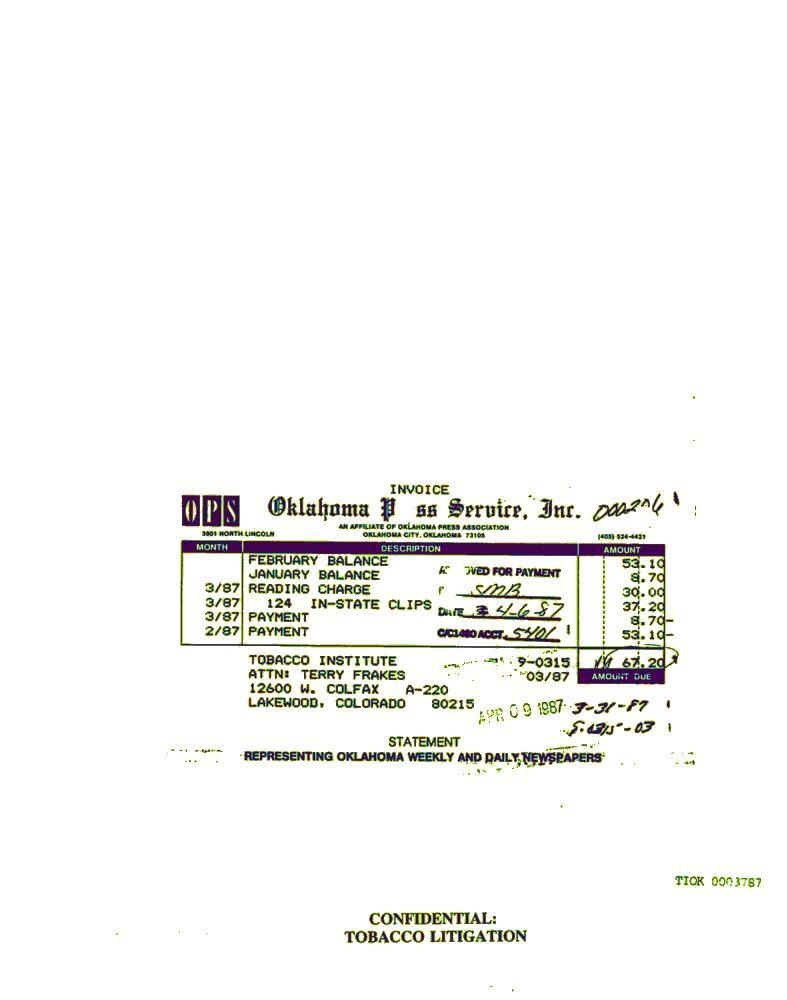 INVOICE
OPS Oklahoma P ss Service, Inc.
AN AFFILIATE OF OKLAHOMA PRESS ASSOCIATION
3601 NORTH LINCOLN OKLAHOMA CITY, OKLAHOMA 73105 (405) 524-4421
MONTH DESCRIPTION AMOUNT
FEBRUARY BALANCE 53.10
JANUARY BALANCE OVED FOR PAYMENT 8.70
3/87 READING CHARGE SMB 30.00
3/87 124 IN-STATE CLIPS DATE 4-6-87 37.20
3/87 PAYMENT 8.70-
2/87 PAYMENT C/C1480 ACCT. 5401 53.10-
TOBACCO INSTITUTE 9-0315 67.20
ATTN: TERRY FRAKES 03/87 AMOUNT DUE
12600 W. COLFAX A-220
LAKEWOOD, COLORADO 80215 APR 09 1987 3-31-87
STATEMENT
REPRESENTING OKLAHOMA WEEKLY AND DAILY NEWSPAPERS
TIOK 0003787
CONFIDENTIAL:
TOBACCO LITIGATION